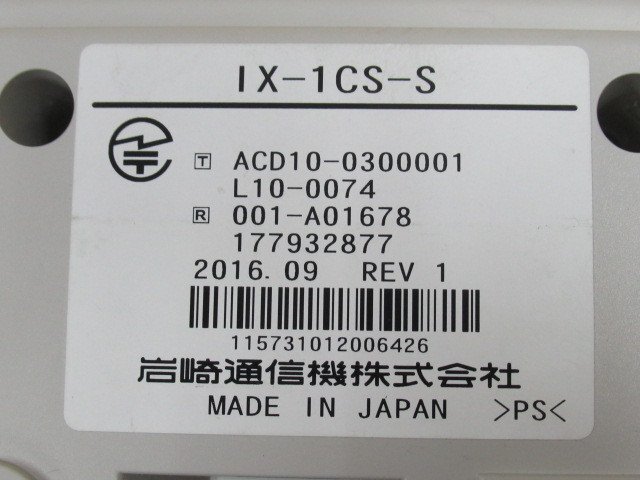 IX-1CS-S
T ACD10-0300001
L10-0074
R 001-A01678
177932877
2016.09 REV 1
115731012006426
岩崎通信機株式会社
MADE IN JAPAN >PS<